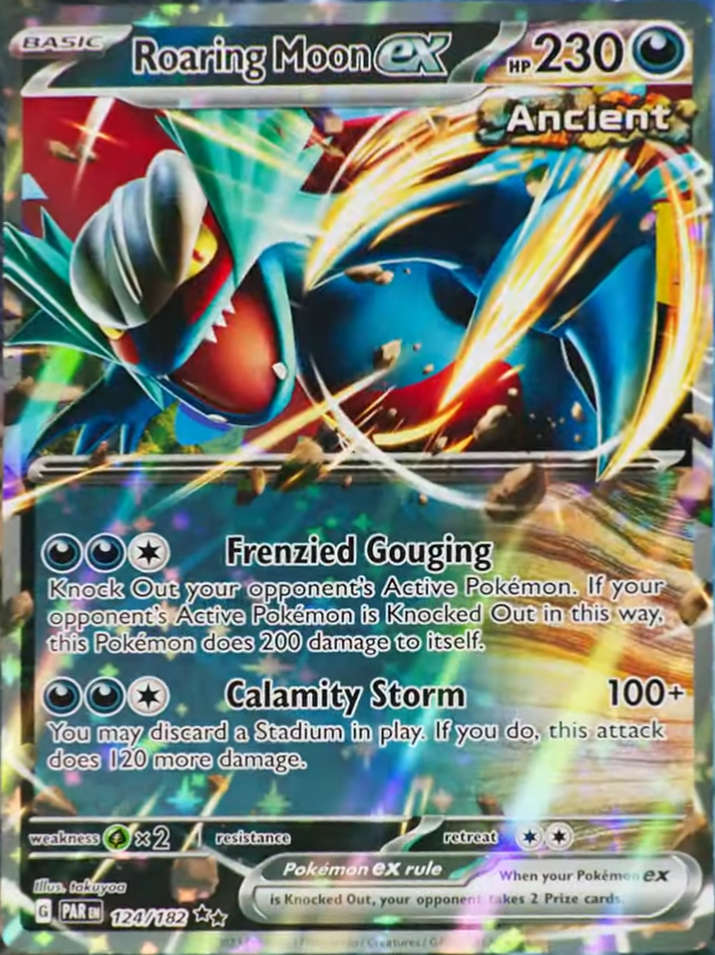 BASIC Roaring Moon ex HP 230
Ancient
Frenzied Gouging
Knock Out your opponent's Active Pokémon. If your
opponent's Active Pokémon is Knocked Out in this way,
this Pokémon does 200 damage to itself.
Calamity Storm 100+
You may discard a Stadium in play. If you do, this attack
does 120 more damage.
weakness ×2 resistance retreat
Pokémon ex rule
When your Pokémon ex
is Knocked Out, your opponent takes 2 Prize cards.
Illus. takuyoa
G PAR EN 124/182
Creatures